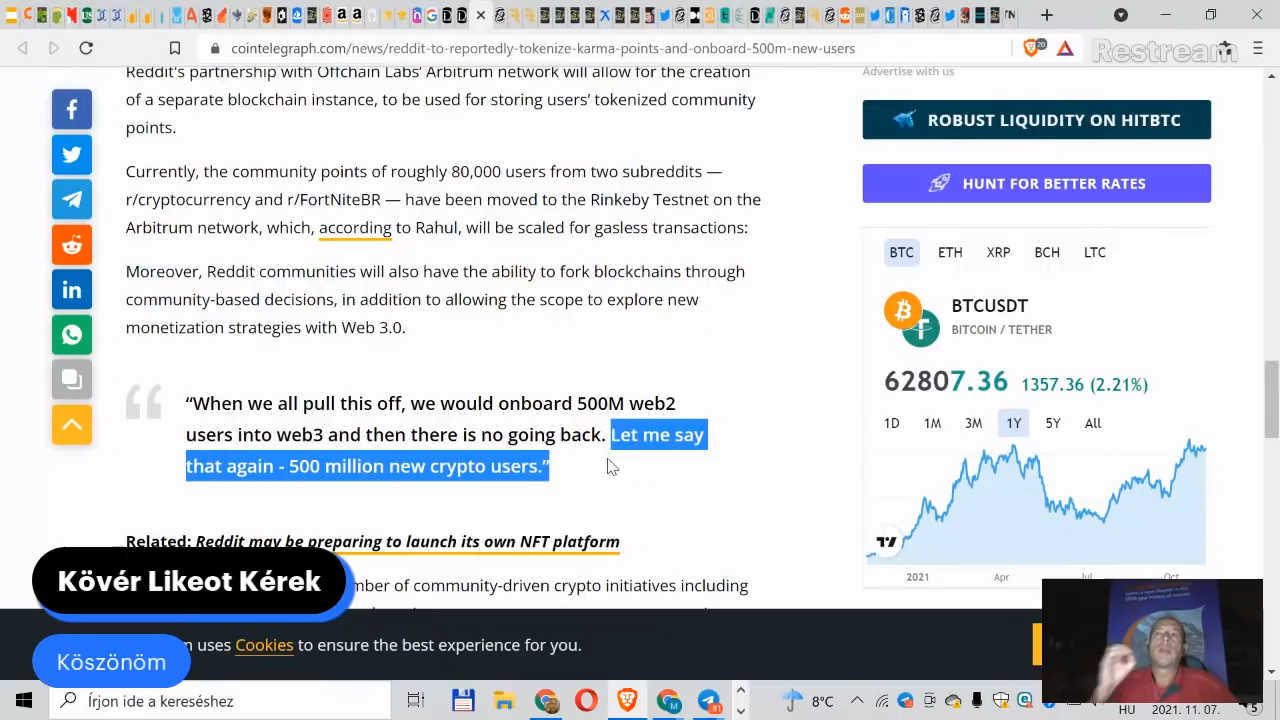 cointelegraph.com/news/reddit-to-reportedly-tokenize-karma-points-and-onboard-500m-new-users
20
Restream
Reddit's partnership with Offchain Labs' Arbitrum network will allow for the creation
of a separate blockchain instance, to be used for storing users' tokenized community
points.
Currently, the community points of roughly 80,000 users from two subreddits —
r/cryptocurrency and r/FortNiteBR — have been moved to the Rinkeby Testnet on the
Arbitrum network, which, according to Rahul, will be scaled for gasless transactions:
Moreover, Reddit communities will also have the ability to fork blockchains through
community-based decisions, in addition to allowing the scope to explore new
monetization strategies with Web 3.0.
“When we all pull this off, we would onboard 500M web2
users into web3 and then there is no going back. Let me say
that again - 500 million new crypto users.”
Related: Reddit may be preparing to launch its own NFT platform
mber of community-driven crypto initiatives including
uses Cookies to ensure the best experience for you.
Advertise with us
ROBUST LIQUIDITY ON HITBTC
HUNT FOR BETTER RATES
BTC ETH XRP BCH LTC
BTCUSDT
BITCOIN / TETHER
62807.36 1357.36 (2.21%)
1D 1M 3M 1Y 5Y All
2021 Apr Jul Oct
Kövér Likeot Kérek
Köszönöm
Írjon ide a kereséshez
81
8°C
HU
2021. 11. 07.
5